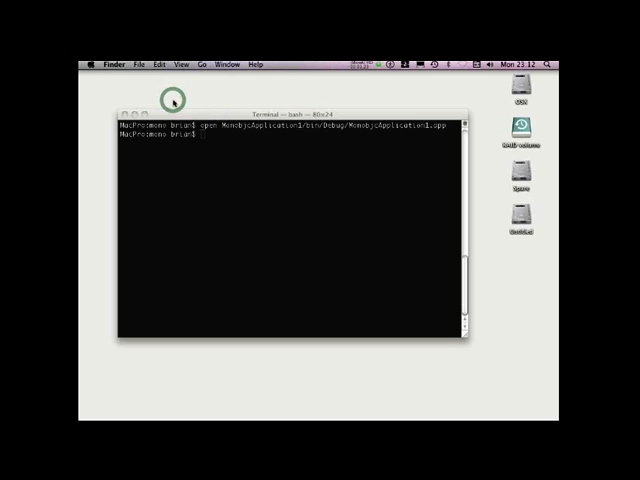 Finder File Edit View Go Window Help
Mon 23.12
OSX
Terminal — bash — 80x24
MacPro:mono brian$ open MonobjcApplication1/bin/Debug/MonobjcApplication1.app
MacPro:mono brian$
RAID volume
Spare
Untitled